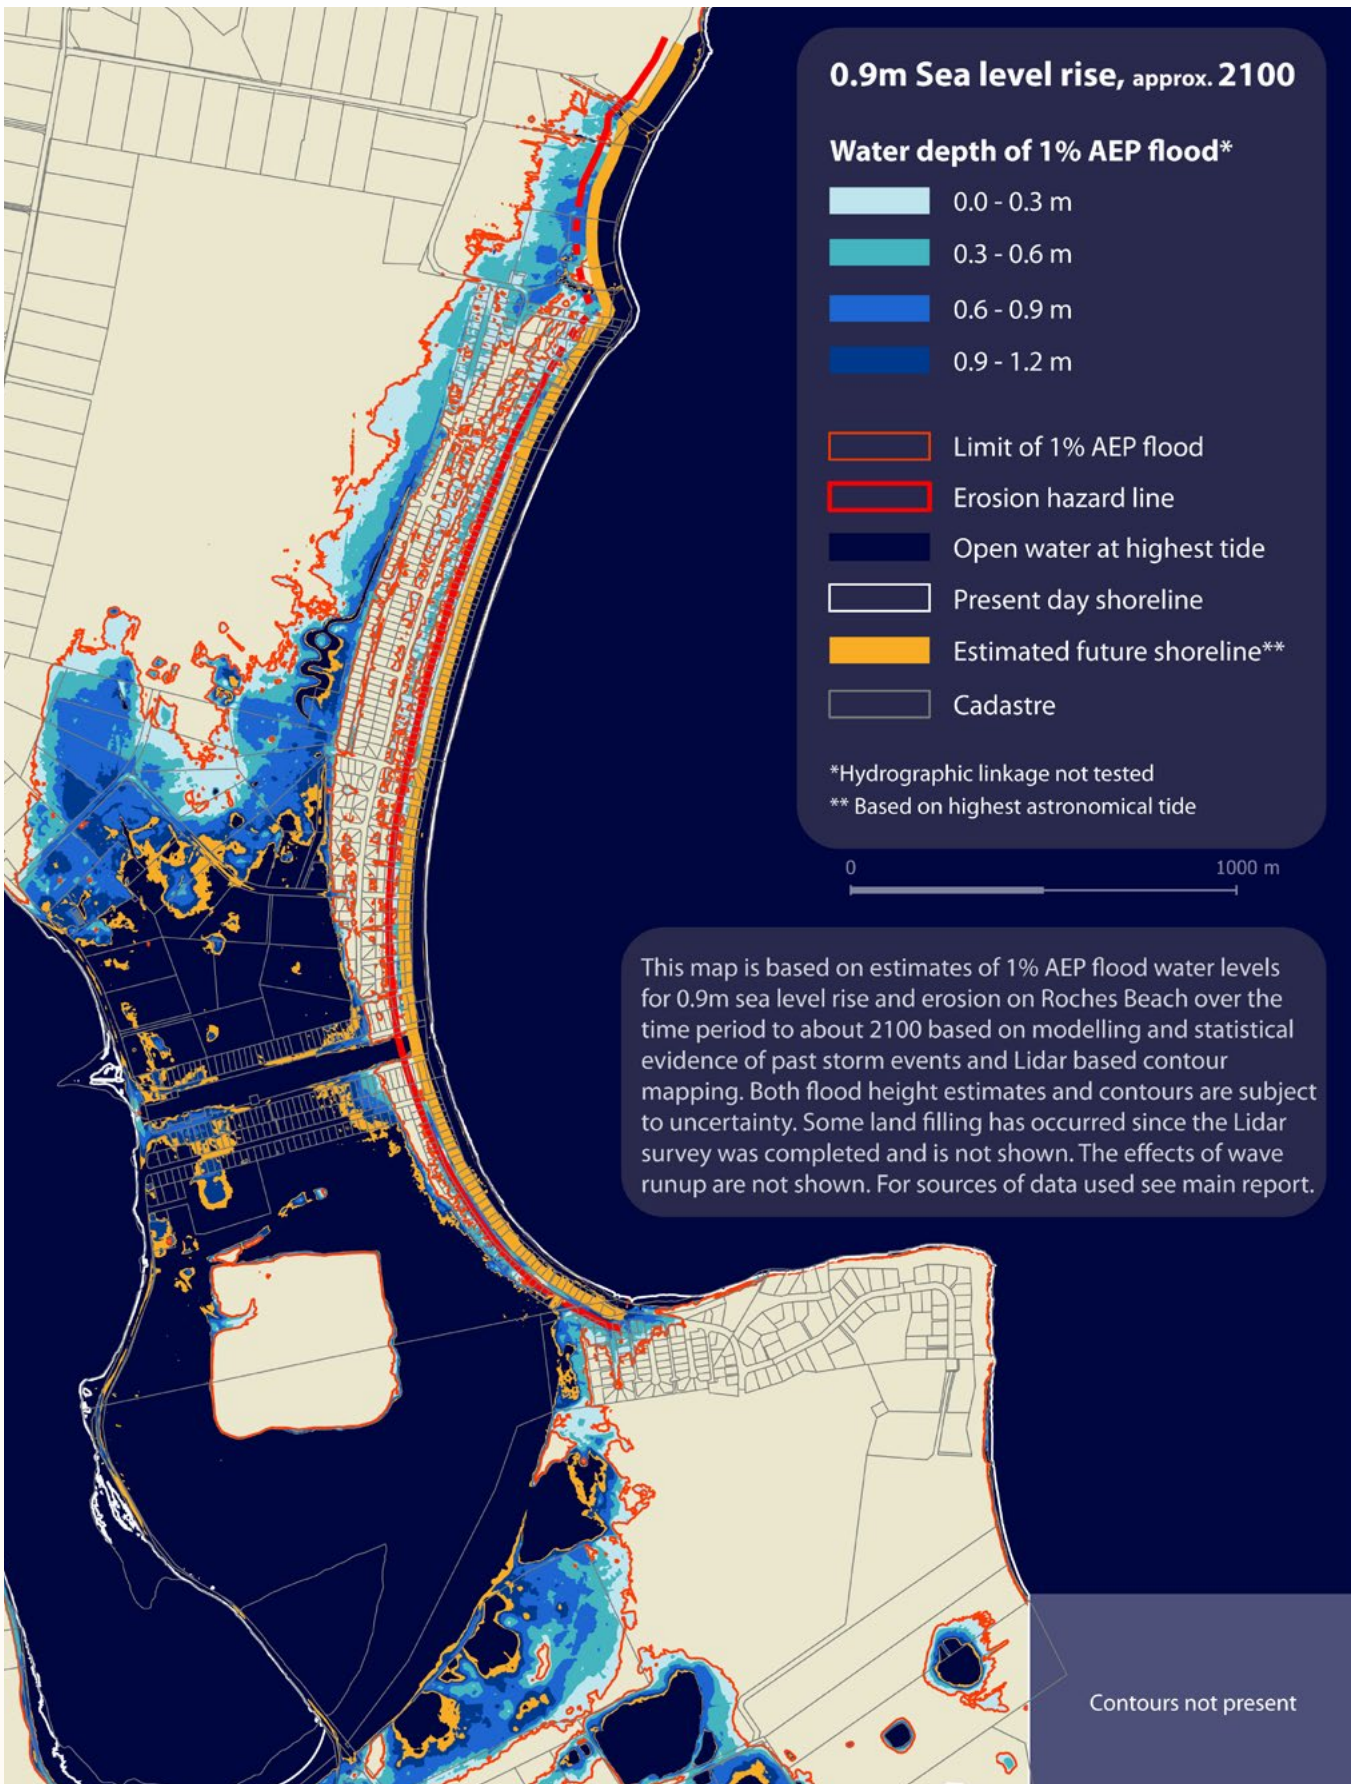 0.9m Sea level rise, approx. 2100
Water depth of 1% AEP flood*
0.0 - 0.3 m
0.3 - 0.6 m
0.6 - 0.9 m
0.9 - 1.2 m
Limit of 1% AEP flood
Erosion hazard line
Open water at highest tide
Present day shoreline
Estimated future shoreline**
Cadastre
*Hydrographic linkage not tested
** Based on highest astronomical tide
0 1000 m
This map is based on estimates of 1% AEP flood water levels
for 0.9m sea level rise and erosion on Roches Beach over the
time period to about 2100 based on modelling and statistical
evidence of past storm events and Lidar based contour
mapping. Both flood height estimates and contours are subject
to uncertainty. Some land filling has occurred since the Lidar
survey was completed and is not shown. The effects of wave
runup are not shown. For sources of data used see main report.
Contours not present